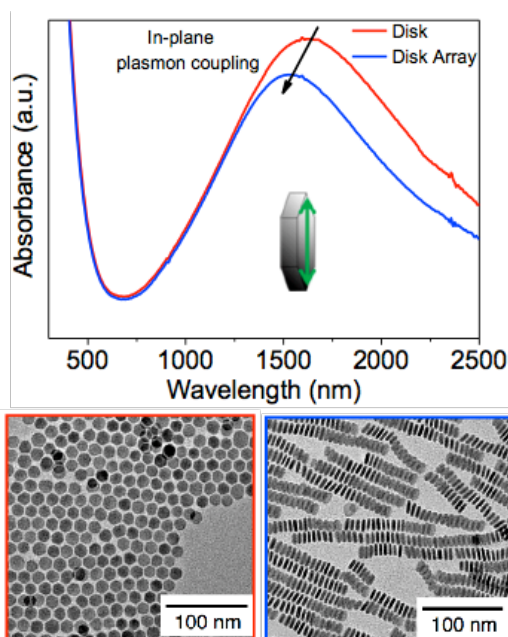 In-plane
plasmon coupling
Disk
Disk Array
Absorbance (a.u.)
500 1000 1500 2000 2500
Wavelength (nm)
100 nm
100 nm